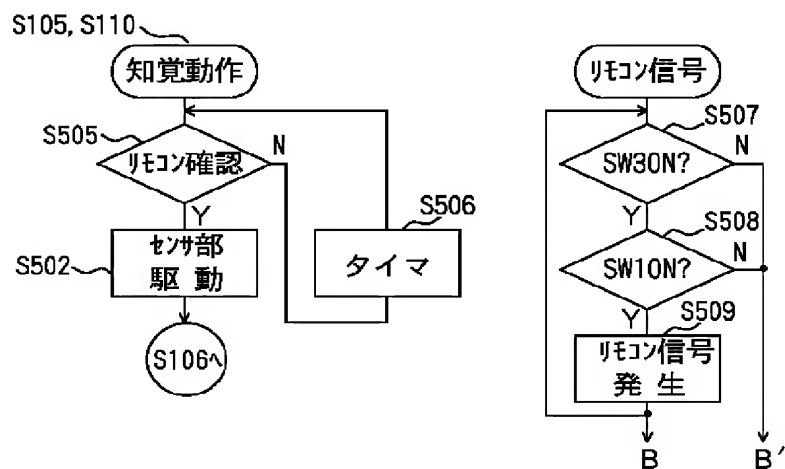 S105, S110
知覚動作
S505
リモコン確認
N
Y
S506
タイマ
S502
センサ部
駆動
S106へ
リモコン信号
S507
SW3ON?
N
Y
S508
SW1ON?
N
Y
S509
リモコン信号
発生
B
B′